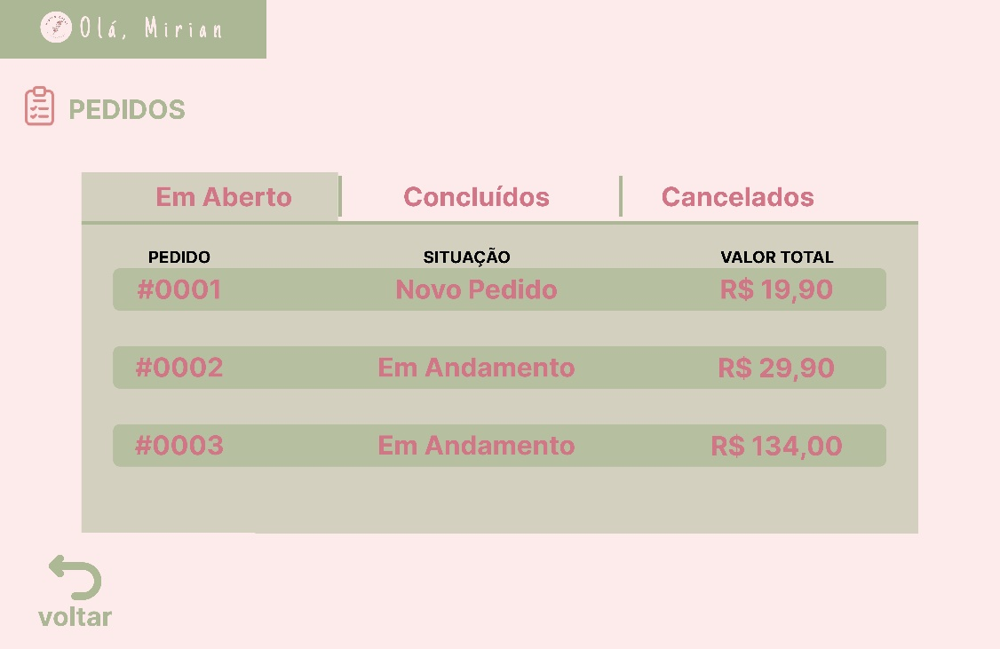 Olá, Mirian
PEDIDOS
Em Aberto Concluídos Cancelados
PEDIDO SITUAÇÃO VALOR TOTAL
#0001 Novo Pedido R$ 19,90
#0002 Em Andamento R$ 29,90
#0003 Em Andamento R$ 134,00
voltar